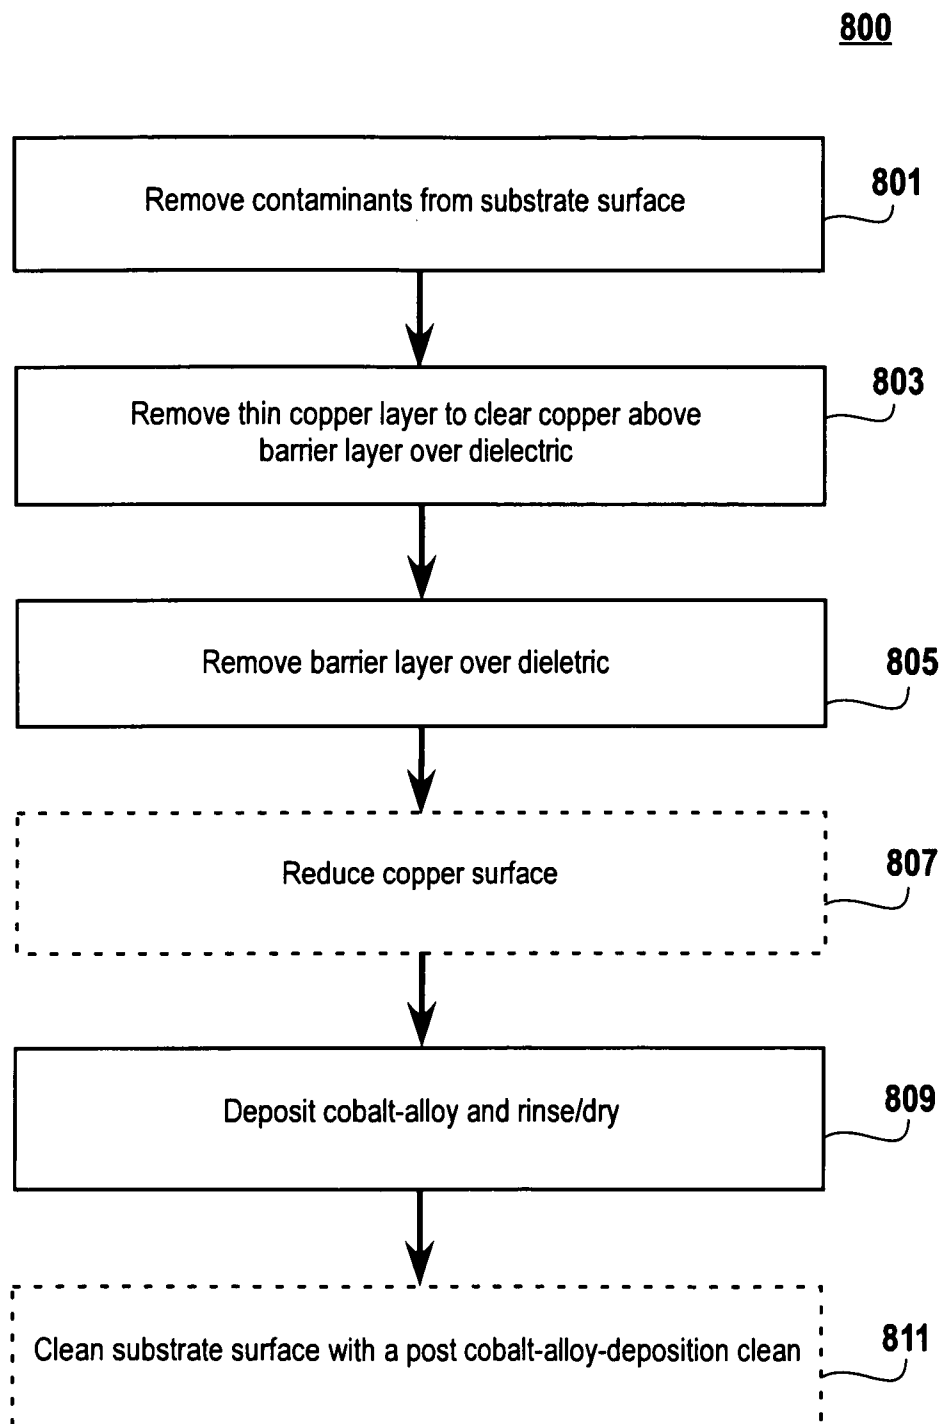 800
Remove contaminants from substrate surface
801
Remove thin copper layer to clear copper above
barrier layer over dielectric
803
Remove barrier layer over dieletric
805
Reduce copper surface
807
Deposit cobalt-alloy and rinse/dry
809
Clean substrate surface with a post cobalt-alloy-deposition clean
811